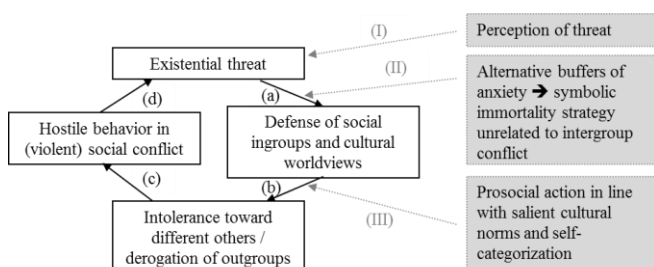 (I)
Perception of threat
Existential threat
(II)
(d)
(a)
Alternative buffers of
anxiety ➔ symbolic
immortality strategy
unrelated to intergroup
conflict
Hostile behavior in
(violent) social conflict
Defense of social
ingroups and cultural
worldviews
(c)
(b)
(III)
Prosocial action in line
with salient cultural
norms and self-
categorization
Intolerance toward
different others /
derogation of outgroups